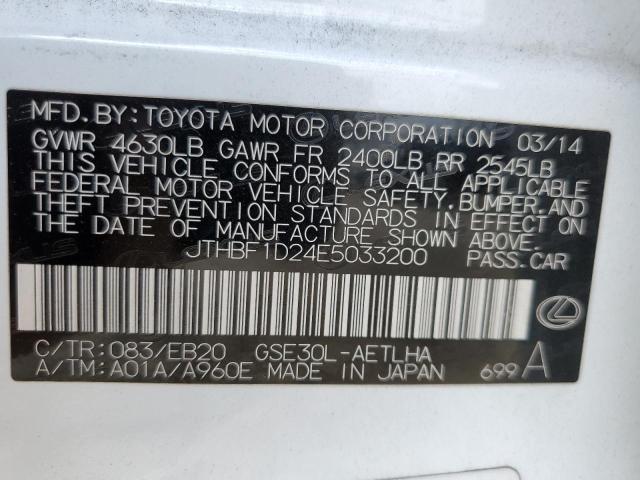 MFD. BY: TOYOTA MOTOR CORPORATION 03/14
GVWR 4630LB GAWR FR 2400LB RR 2545LB
THIS VEHICLE CONFORMS TO ALL APPLICABLE
FEDERAL MOTOR VEHICLE SAFETY, BUMPER, AND
THEFT PREVENTION STANDARDS IN EFFECT ON
THE DATE OF MANUFACTURE SHOWN ABOVE.
JTHBF1D24E5033200 PASS.CAR
C/TR: 083/EB20 GSE30L-AETLHA
A/TM: A01A/A960E MADE IN JAPAN 699 A